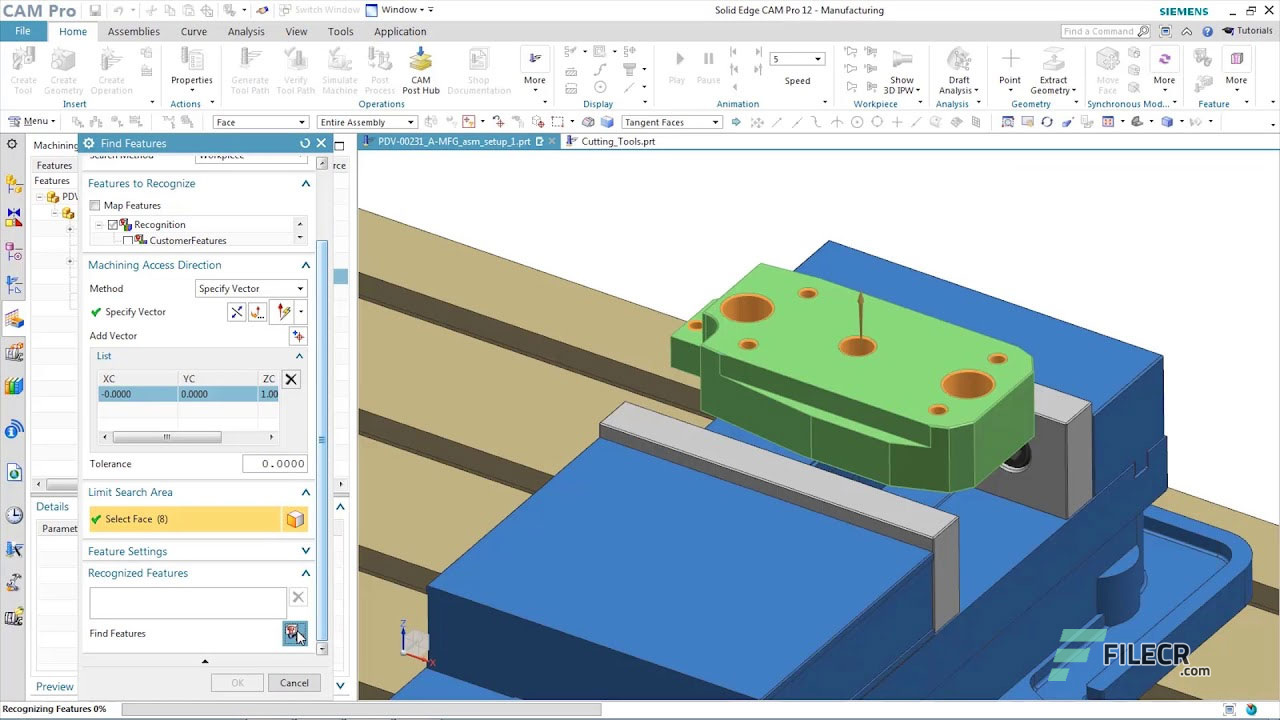 CAM Pro
Switch Window
Window
Solid Edge CAM Pro 12 - Manufacturing
SIEMENS
File
Home
Assemblies
Curve
Analysis
View
Tools
Application
Find a Command
Tutorials
Create Tool
Create Geometry
Create Operation
Properties
Generate Tool Path
Verify Tool Path
Simulate Machine
Post Process
CAM Post Hub
Shop Documentation
More
Play
Pause
5
Speed
Show 3D IPW
Draft Analysis
Point
Extract Geometry
Move Face
More
More
Insert
Actions
Operations
Display
Animation
Workpiece
Analysis
Geometry
Synchronous Mod...
Feature
Menu
Face
Entire Assembly
Tangent Faces
Machining
Find Features
PDV-00231_A-MFG_asm_setup_1.prt
Cutting_Tools.prt
Search Method
Workpiece
Features
rce
Features
PDV
Features to Recognize
Map Features
Recognition
CustomerFeatures
Machining Access Direction
Method
Specify Vector
Specify Vector
Add Vector
List
XC
YC
ZC
-0.0000
0.0000
1.00
Tolerance
0.0000
Limit Search Area
Details
Select Face (8)
Paramet
Feature Settings
Recognized Features
Find Features
Z
X
Preview
OK
Cancel
FILECR
.com
Recognizing Features 0%